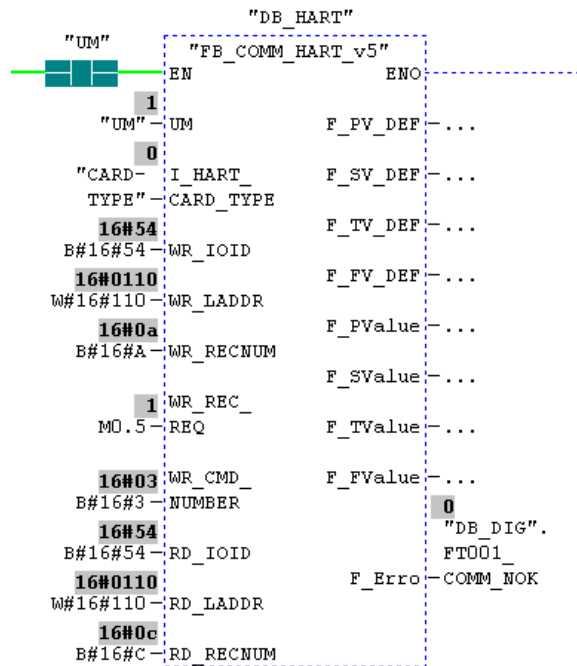 "DB_HART"
"UM"
"FB_COMM_HART_v5"
EN ENO
1
"UM" UM F_PV_DEF ...
0
"CARD- I_HART_ F_SV_DEF ...
TYPE" CARD_TYPE
16#54 F_TV_DEF ...
B#16#54 WR_IOID
16#0110 F_FV_DEF ...
W#16#110 WR_LADDR
16#0a F_PValue ...
B#16#A WR_RECNUM
F_SValue ...
1 WR_REC_
M0.5 REQ F_TValue ...
16#03 WR_CMD_ F_FValue ...
B#16#3 NUMBER 0
16#54 "DB_DIG".
B#16#54 RD_IOID FT001_
16#0110 F_Erro COMM_NOK
W#16#110 RD_LADDR
16#0c
B#16#C RD_RECNUM